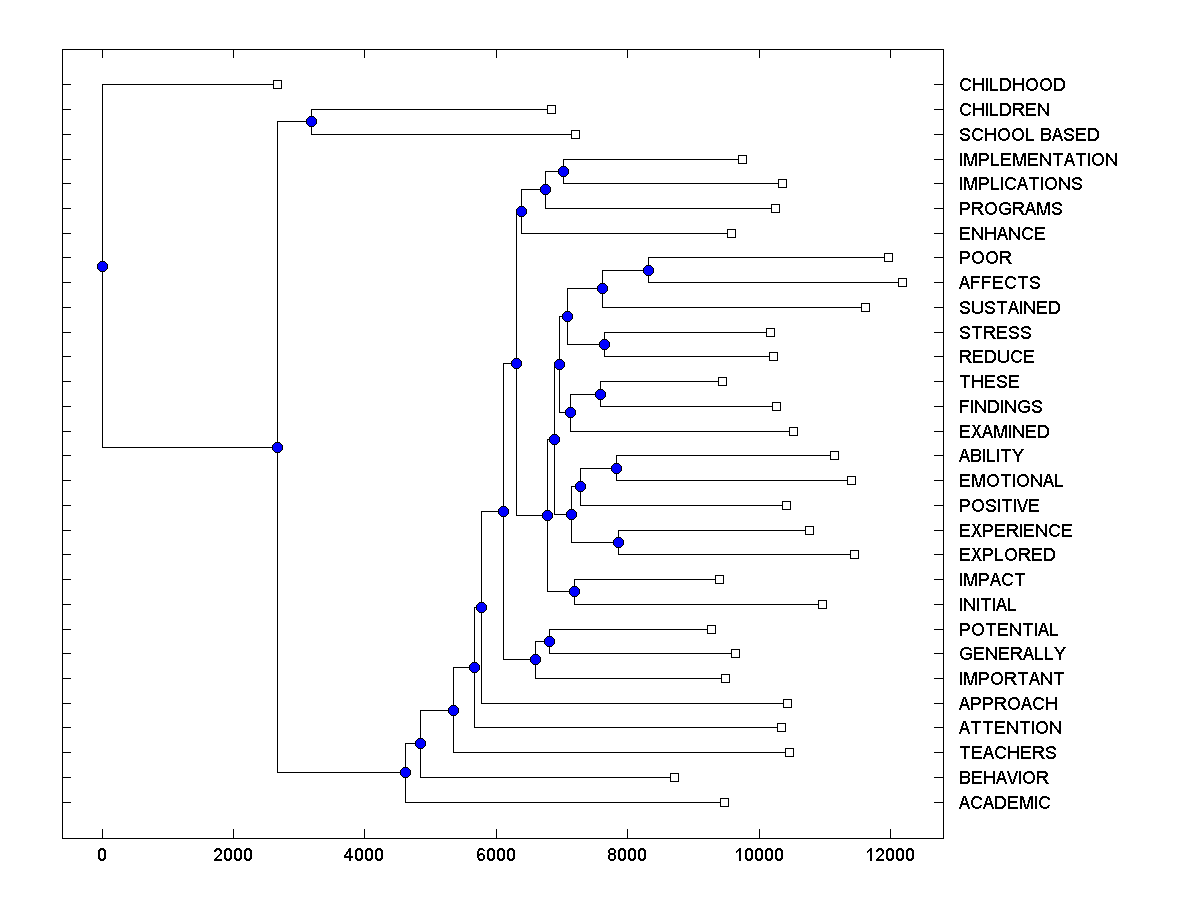 CHILDHOOD
CHILDREN
SCHOOL BASED
IMPLEMENTATION
IMPLICATIONS
PROGRAMS
ENHANCE
POOR
AFFECTS
SUSTAINED
STRESS
REDUCE
THESE
FINDINGS
EXAMINED
ABILITY
EMOTIONAL
POSITIVE
EXPERIENCE
EXPLORED
IMPACT
INITIAL
POTENTIAL
GENERALLY
IMPORTANT
APPROACH
ATTENTION
TEACHERS
BEHAVIOR
ACADEMIC
0 2000 4000 6000 8000 10000 12000